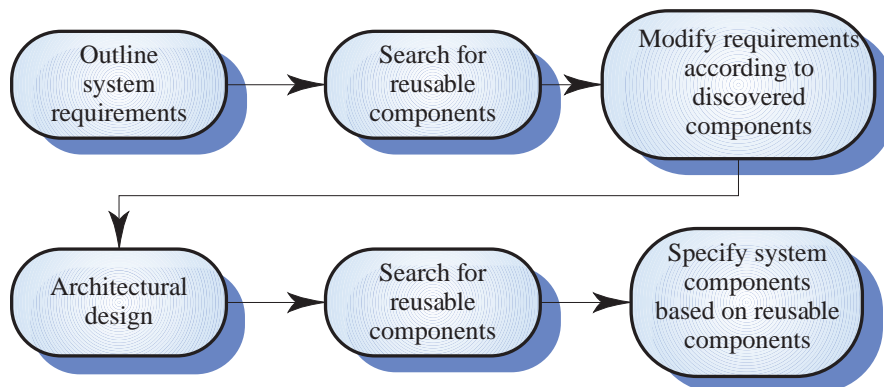 Outline
system
requirements
Search for
reusable
components
Modify requirements
according to
discovered
components
Architectural
design
Search for
reusable
components
Specify system
components
based on reusable
components